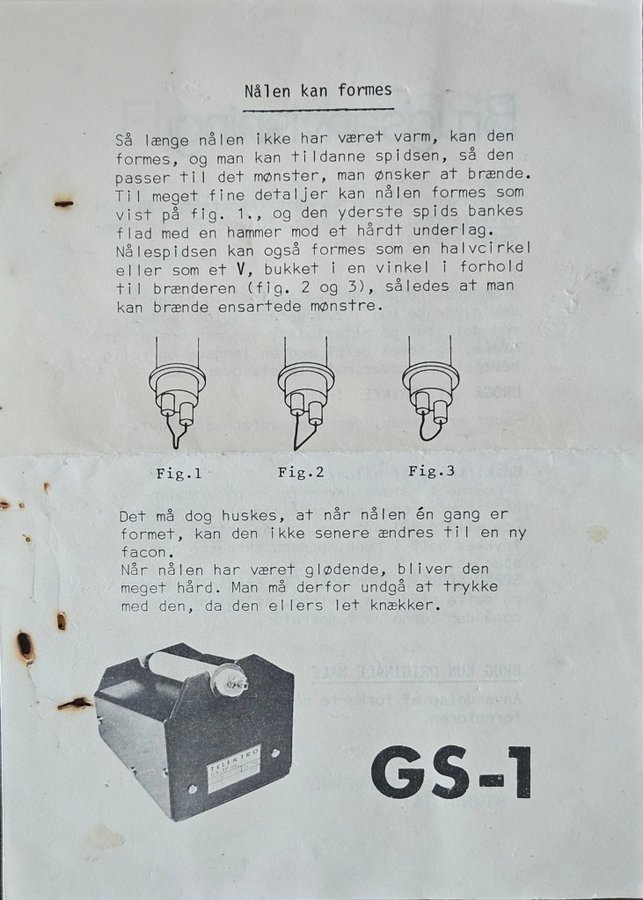 Nålen kan formes
Så længe nålen ikke har været varm, kan den
formes, og man kan tildanne spidsen, så den
passer til det mønster, man ønsker at brænde.
Til meget fine detaljer kan nålen formes som
vist på fig. 1., og den yderste spids bankes
flad med en hammer mod et hårdt underlag.
Nålespidsen kan også formes som en halvcirkel
eller som et V, bukket i en vinkel i forhold
til brænderen (fig. 2 og 3), således at man
kan brænde ensartede mønstre.
Fig.1 Fig.2 Fig.3
Det må dog huskes, at når nålen én gang er
formet, kan den ikke senere ændres til en ny
facon.
Når nålen har været glødende, bliver den
meget hård. Man må derfor undgå at trykke
med den, da den ellers let knækker.
TELEKTRO
GS-1